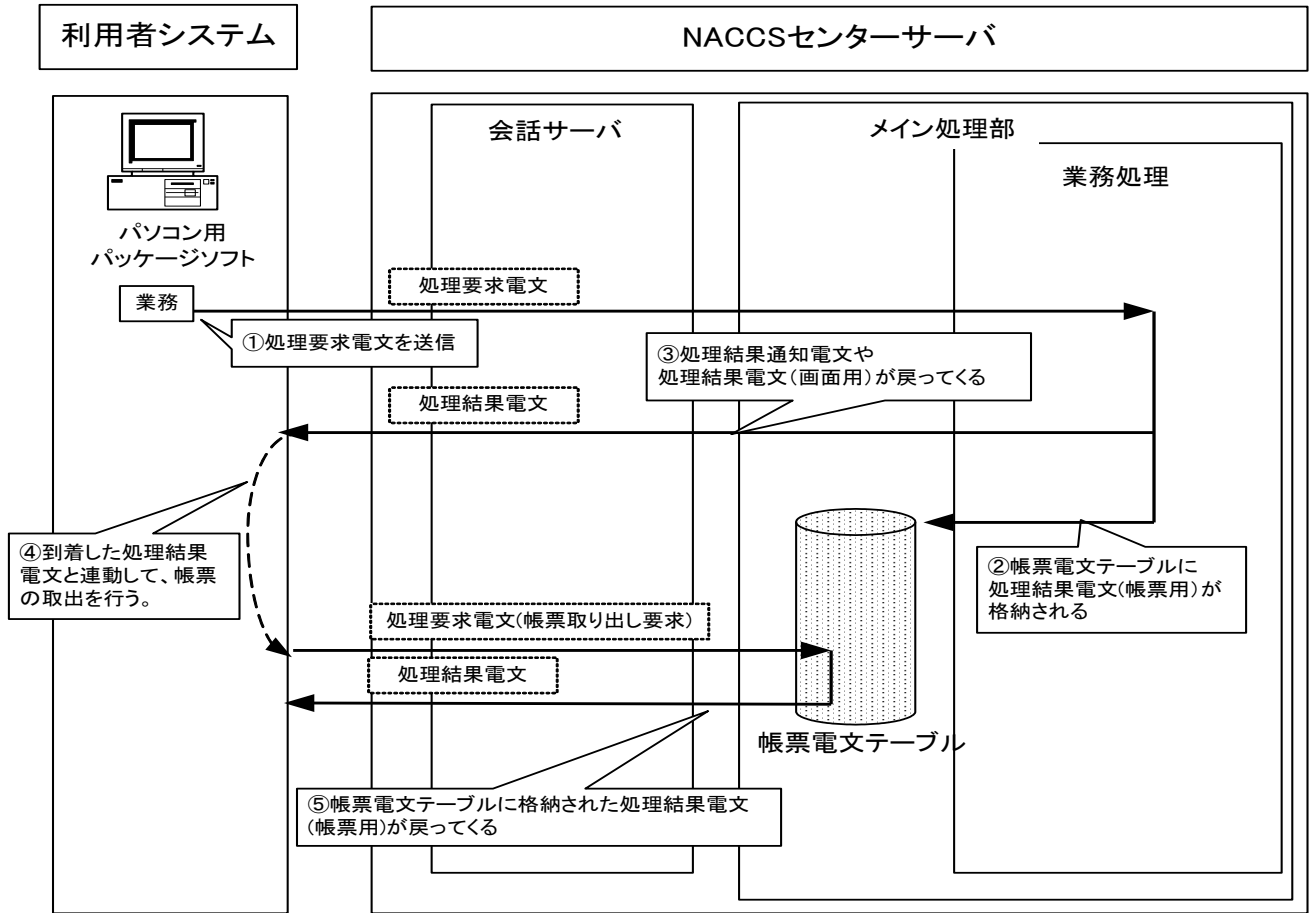 利用者システム
NACCSセンターサーバ
会話サーバ
メイン処理部
業務処理
パソコン用
パッケージソフト
業務
処理要求電文
①処理要求電文を送信
③処理結果通知電文や
処理結果電文(画面用)が戻ってくる
処理結果電文
④到着した処理結果
電文と連動して、帳票
の取出を行う。
②帳票電文テーブルに
処理結果電文(帳票用)が
格納される
処理要求電文(帳票取り出し要求)
処理結果電文
帳票電文テーブル
⑤帳票電文テーブルに格納された処理結果電文
(帳票用)が戻ってくる